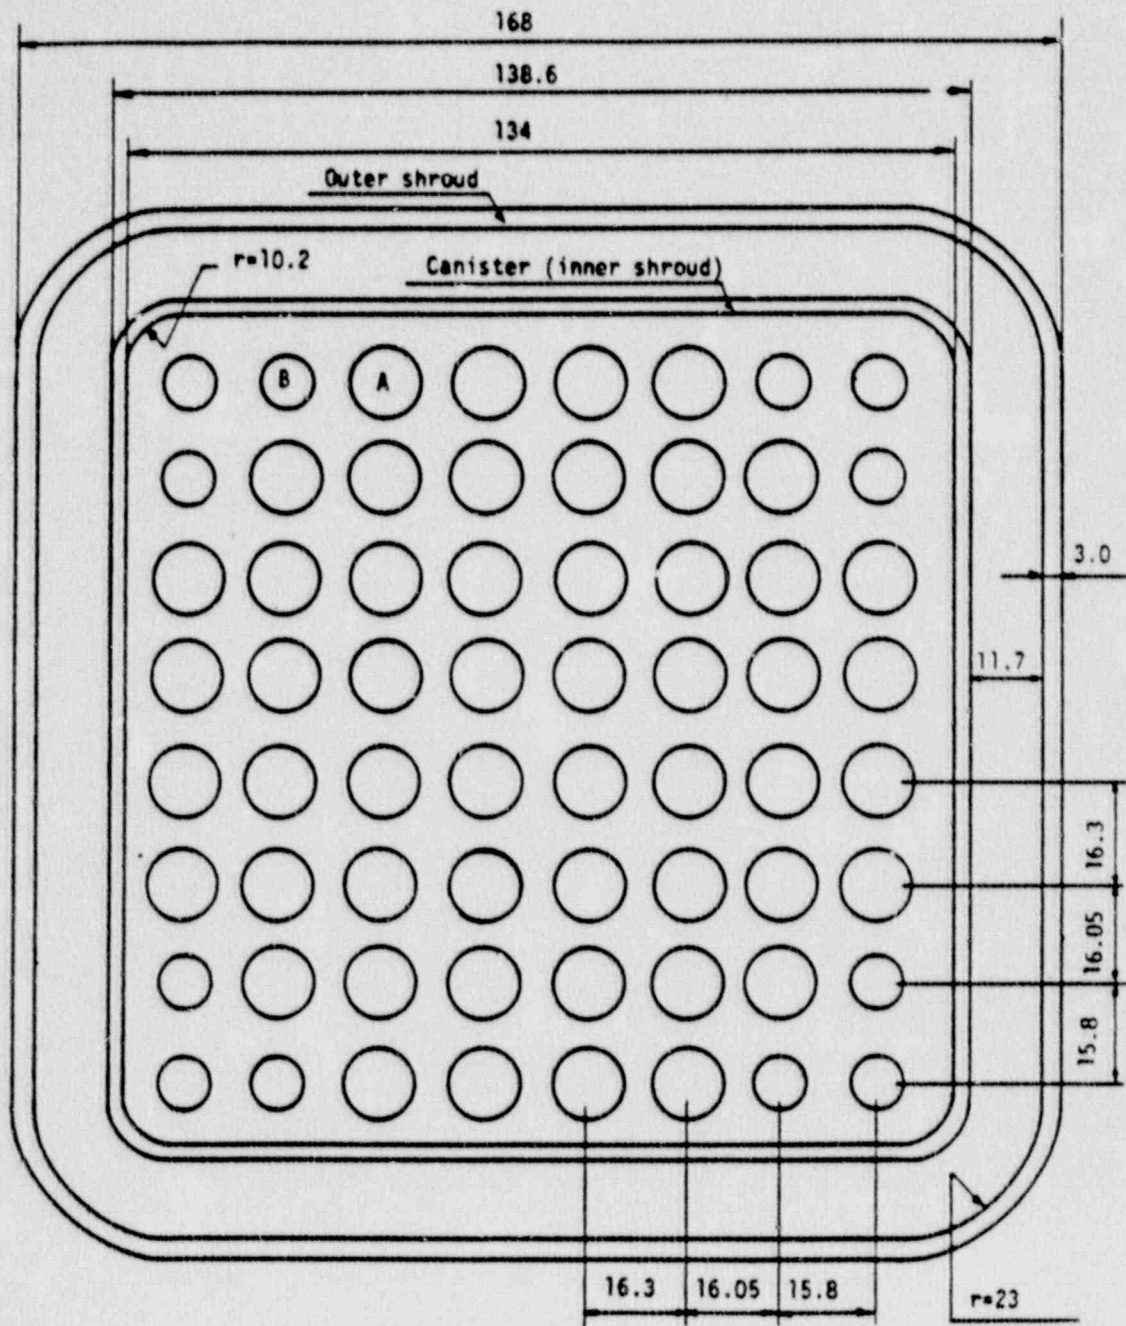 168
138.6
134
Outer shroud
r=10.2
Canister (inner shroud)
B
A
3.0
11.7
16.3
16.05
15.8
16.3
16.05
15.8
r=23